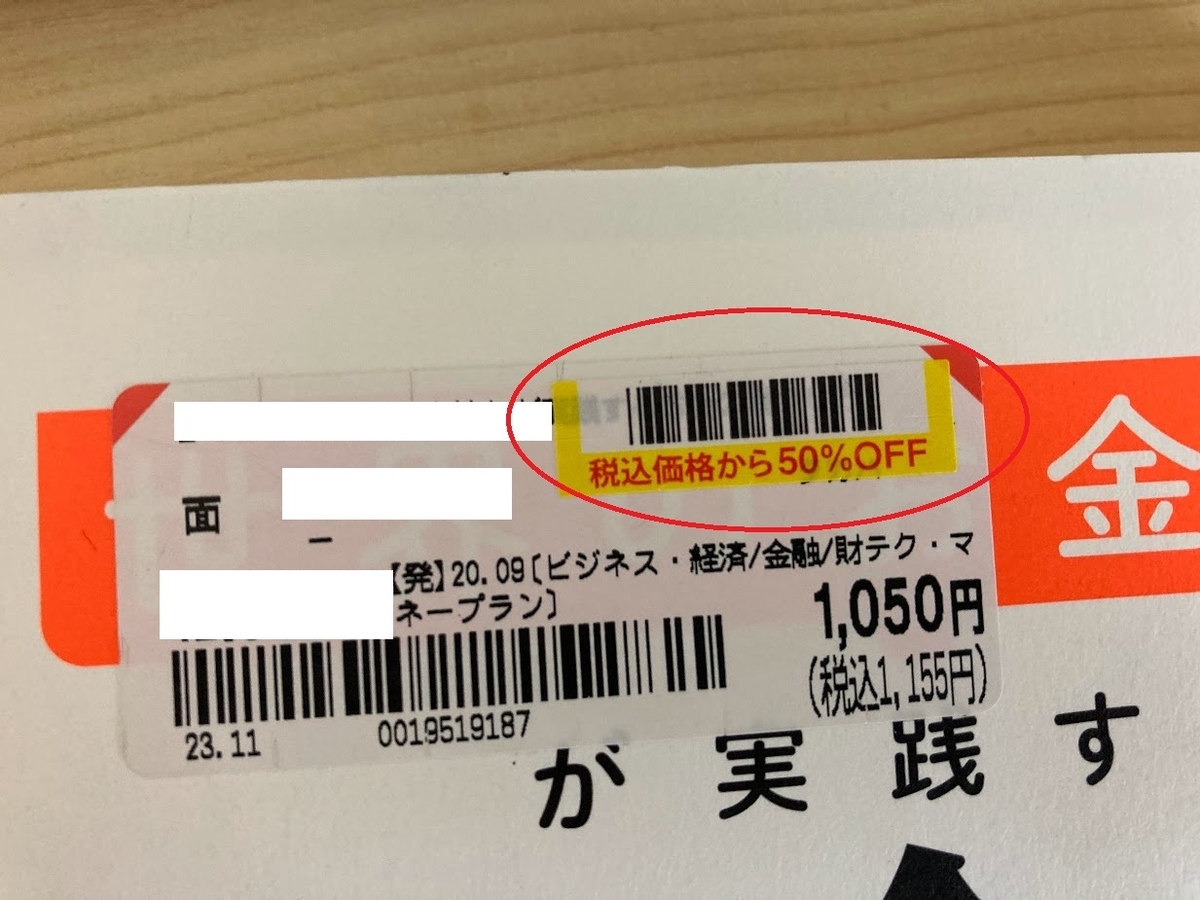 税込価格から50%OFF
面
【発】20.09〔ビジネス・経済/金融/財テク・マ
ネープラン〕
1,050円
(税込1,155円)
23.11
0019519187
金
が実践す